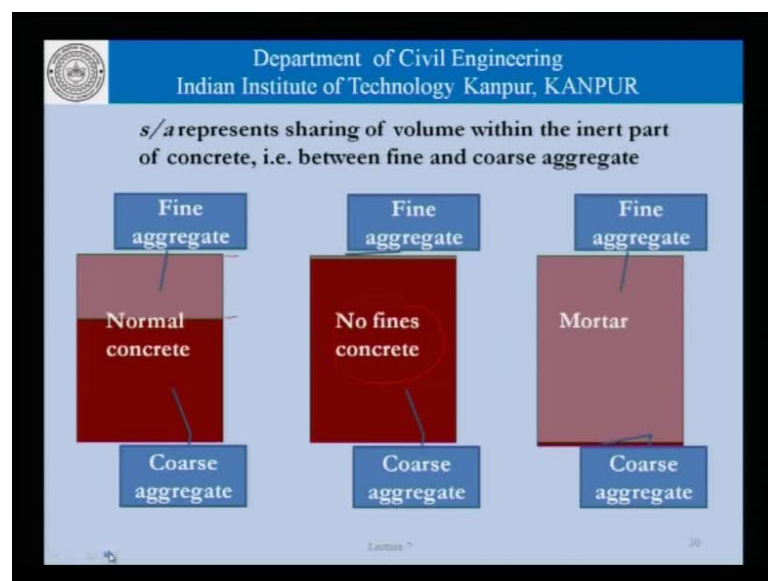 Department of Civil Engineering
Indian Institute of Technology Kanpur, KANPUR
s/a represents sharing of volume within the inert part
of concrete, i.e. between fine and coarse aggregate
Fine
aggregate
Normal
concrete
Coarse
aggregate
Fine
aggregate
No fines
concrete
Coarse
aggregate
Fine
aggregate
Mortar
Coarse
aggregate
Lecture 7